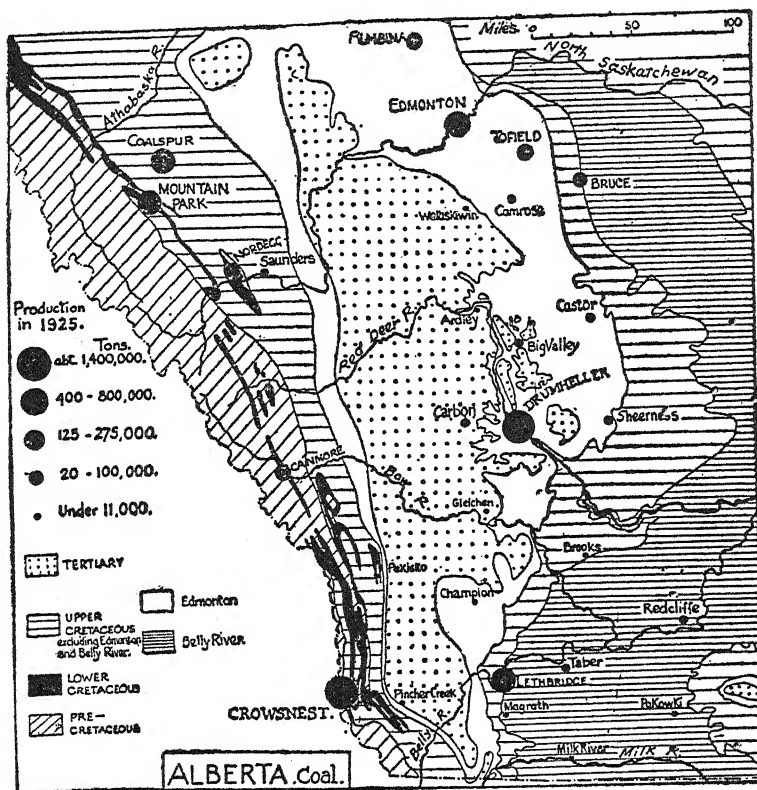 Miles. 0 50 100
North
Saskatchewan
PEMBINA
Athabaska R.
EDMONTON
COALSPUR
TOFIELD
BRUCE
MOUNTAIN
PARK
Wetaskiwin
Camrose
NORDEGG
Saunders
Castor
Production
in 1925.
Tons.
abt. 1,400,000.
400 - 800,000.
125 - 275,000.
20 - 100,000.
Under 11,000.
Red Deer R.
Ardley
Big Valley
DRUMHELLER
Carbon
Sheerness
CANMORE
Bow R.
Gleichen
Brooks
TERTIARY
Edmonton
UPPER
CRETACEOUS
excluding Edmonton
and Belly River.
Belly River
LOWER
CRETACEOUS
PRE-
CRETACEOUS
Pekisko
Champion
Redcliffe
Taber
LETHBRIDGE
Pincher Creek
Magrath
Pakowki
CROWSNEST.
Belly R.
Milk River
Milk R.
ALBERTA. Coal.